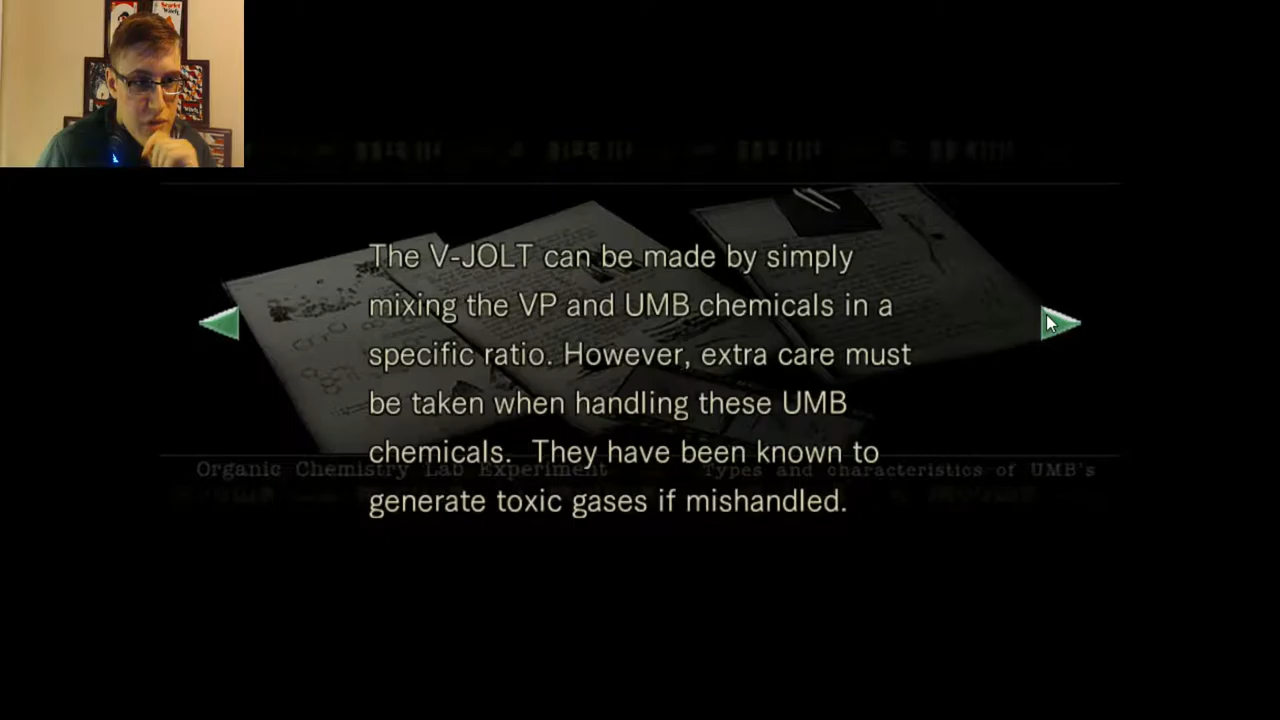 The V-JOLT can be made by simply
mixing the VP and UMB chemicals in a
specific ratio. However, extra care must
be taken when handling these UMB
chemicals.  They have been known to
generate toxic gases if mishandled.
Organic Chemistry Lab Experiment
Types and characteristics of UMB's